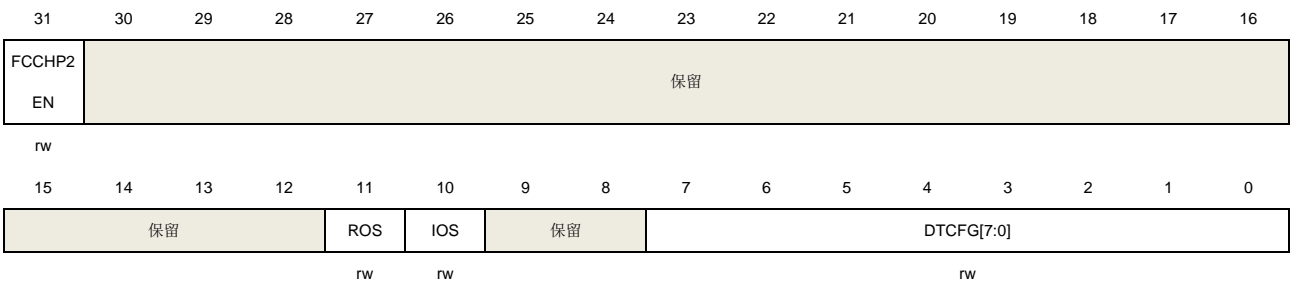 31 30 29 28 27 26 25 24 23 22 21 20 19 18 17 16
FCCHP2
EN
保留
rw
15 14 13 12 11 10 9 8 7 6 5 4 3 2 1 0
保留 ROS IOS 保留 DTCFG[7:0]
rw rw rw